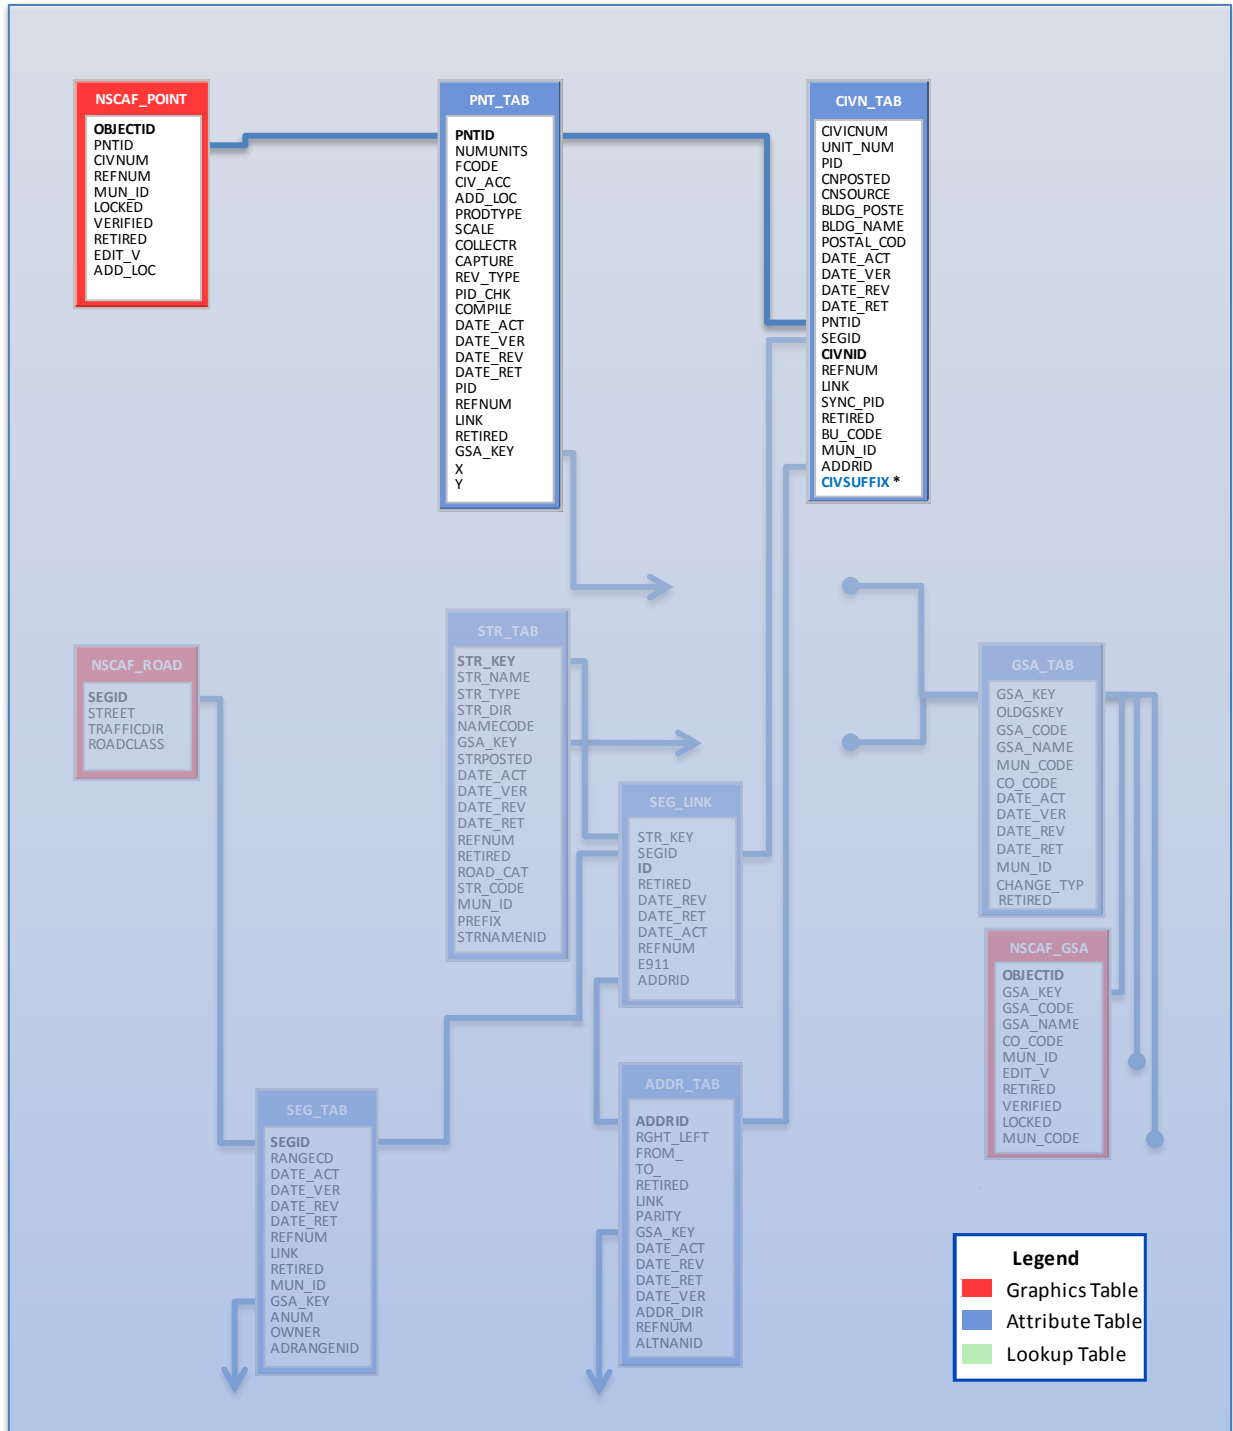 NSCAF_POINT
OBJECTID
PNTID
CIVNUM
REFNUM
MUN_ID
LOCKED
VERIFIED
RETIRED
EDIT_V
ADD_LOC
PNT_TAB
PNTID
NUMUNITS
FCODE
CIV_ACC
ADD_LOC
PRODTYPE
SCALE
COLLECTR
CAPTURE
REV_TYPE
PID_CHK
COMPILE
DATE_ACT
DATE_VER
DATE_REV
DATE_RET
PID
REFNUM
LINK
RETIRED
GSA_KEY
X
Y
CIVN_TAB
CIVICNUM
UNIT_NUM
PID
CNPOSTED
CNSOURCE
BLDG_POSTE
BLDG_NAME
POSTAL_COD
DATE_ACT
DATE_VER
DATE_REV
DATE_RET
PNTID
SEGID
CIVNID
REFNUM
LINK
SYNC_PID
RETIRED
BU_CODE
MUN_ID
ADDRID
CIVSUFFIX *
NSCAF_ROAD
SEGID
STREET
TRAFFICDIR
ROADCLASS
STR_TAB
STR_KEY
STR_NAME
STR_TYPE
STR_DIR
NAMECODE
GSA_KEY
STRPOSTED
DATE_ACT
DATE_VER
DATE_REV
DATE_RET
REFNUM
RETIRED
ROAD_CAT
STR_CODE
MUN_ID
PREFIX
STRNAMENID
SEG_LINK
STR_KEY
SEGID
ID
RETIRED
DATE_REV
DATE_RET
DATE_ACT
REFNUM
E911
ADDRID
GSA_TAB
GSA_KEY
OLDGSKEY
GSA_CODE
GSA_NAME
MUN_CODE
CO_CODE
DATE_ACT
DATE_VER
DATE_REV
DATE_RET
MUN_ID
CHANGE_TYP
RETIRED
NSCAF_GSA
OBJECTID
GSA_KEY
GSA_CODE
GSA_NAME
CO_CODE
MUN_ID
EDIT_V
RETIRED
VERIFIED
LOCKED
MUN_CODE
SEG_TAB
SEGID
RANGECD
DATE_ACT
DATE_VER
DATE_REV
DATE_RET
REFNUM
LINK
RETIRED
MUN_ID
GSA_KEY
ANUM
OWNER
ADRANGENID
ADDR_TAB
ADDRID
RGHT_LEFT
FROM_
TO_
RETIRED
LINK
PARITY
GSA_KEY
DATE_ACT
DATE_REV
DATE_RET
DATE_VER
ADDR_DIR
REFNUM
ALTNANID
Legend
Graphics Table
Attribute Table
Lookup Table